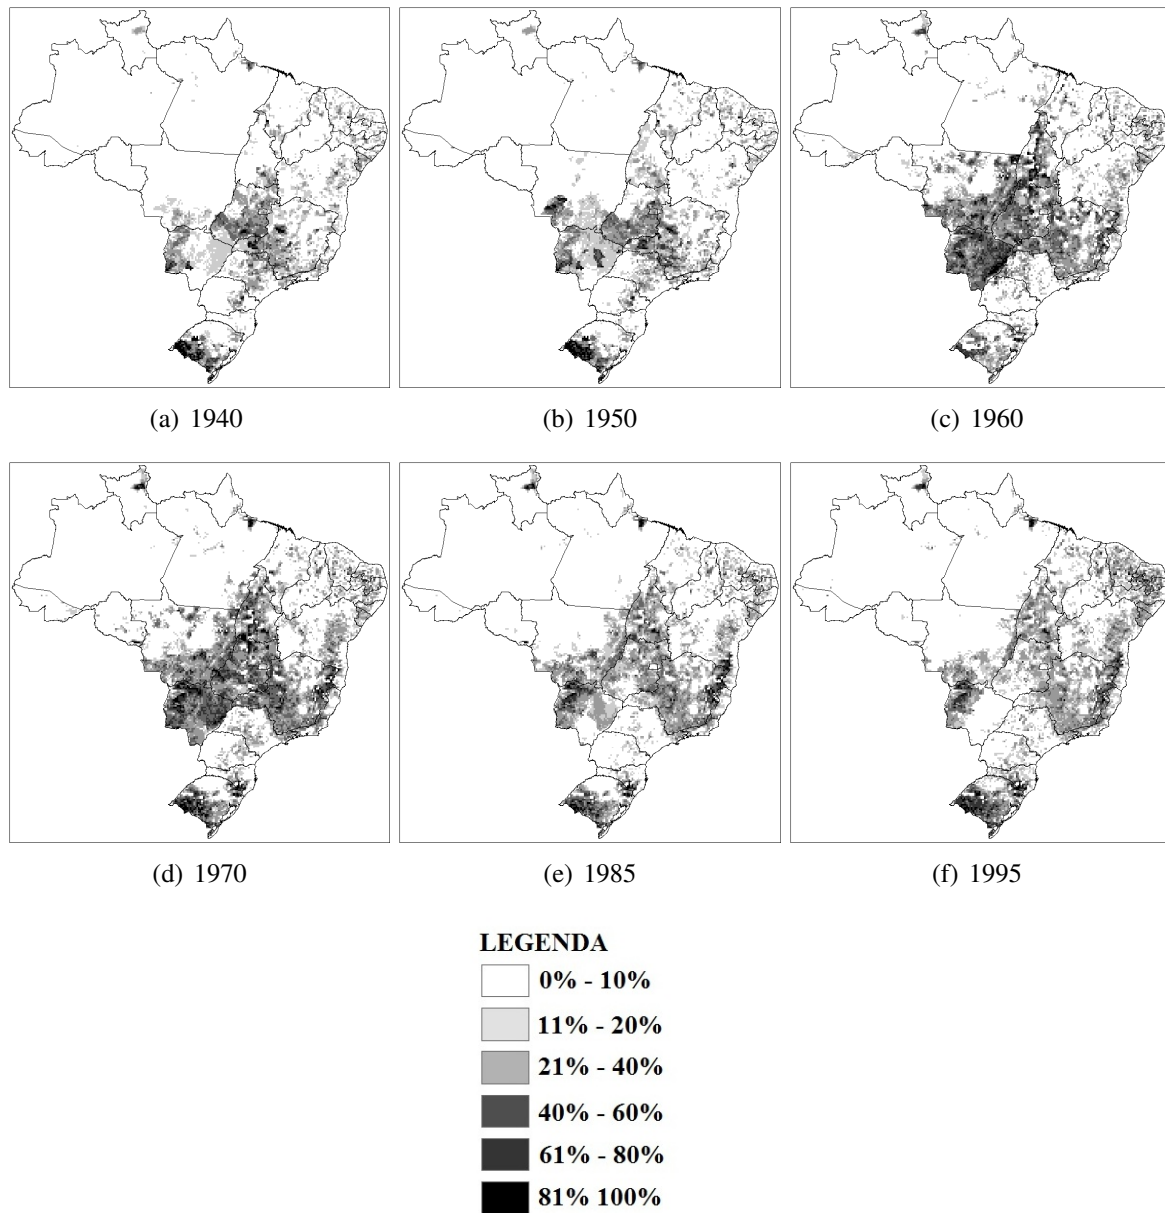 (a) 1940
(b) 1950
(c) 1960
(d) 1970
(e) 1985
(f) 1995
LEGENDA
0% - 10%
11% - 20%
21% - 40%
40% - 60%
61% - 80%
81% 100%